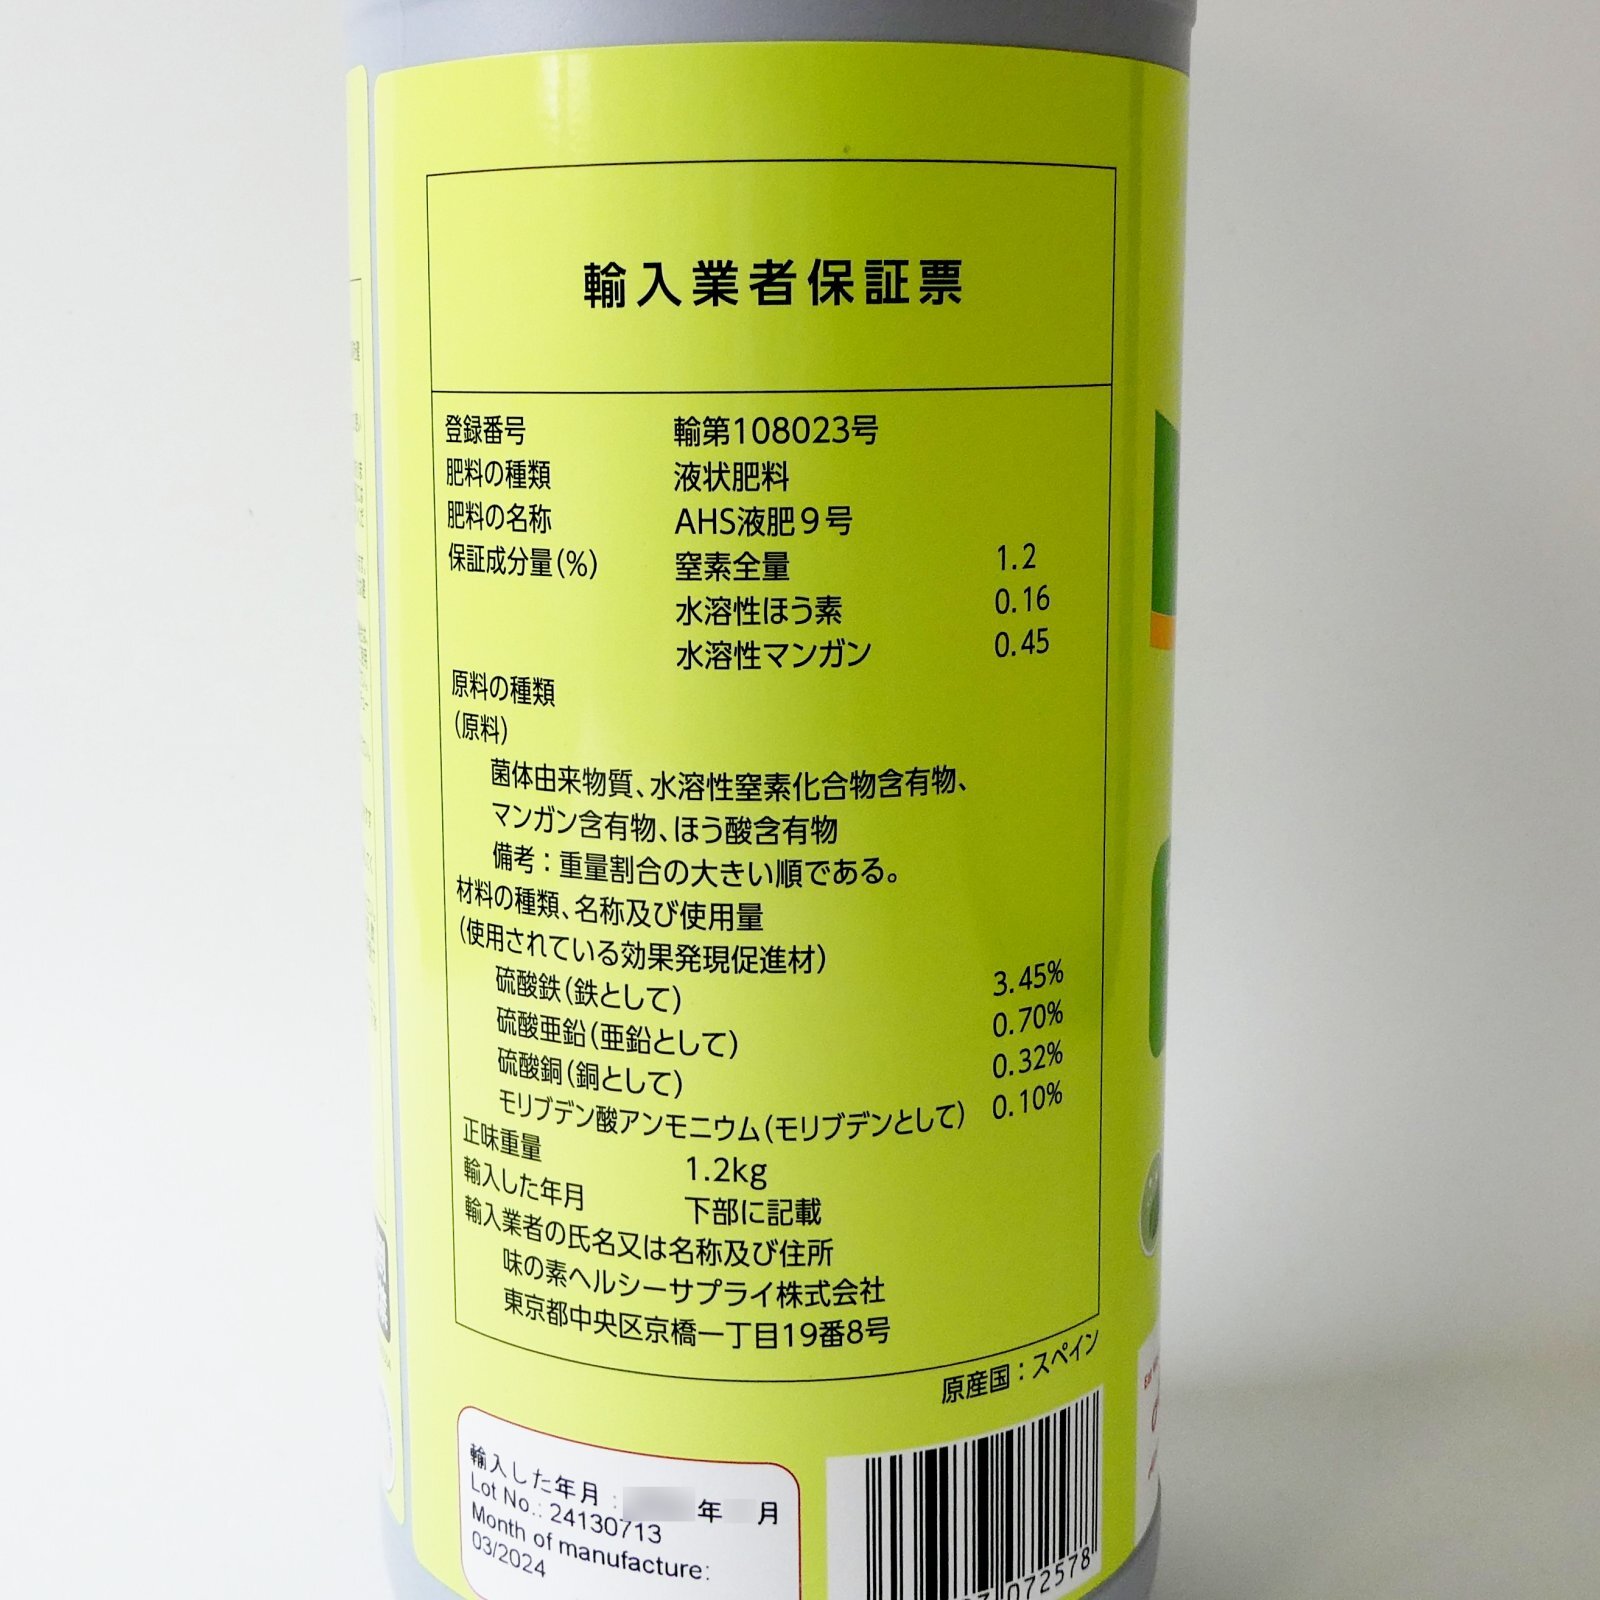 輸入業者保証票
登録番号 輸第108023号
肥料の種類 液状肥料
肥料の名称 AHS液肥9号
保証成分量(%) 窒素全量 1.2
水溶性ほう素 0.16
水溶性マンガン 0.45
原料の種類
(原料)
菌体由来物質、水溶性窒素化合物含有物、
マンガン含有物、ほう酸含有物
備考:重量割合の大きい順である。
材料の種類、名称及び使用量
(使用されている効果発現促進材)
硫酸鉄(鉄として) 3.45%
硫酸亜鉛(亜鉛として) 0.70%
硫酸銅(銅として) 0.32%
モリブデン酸アンモニウム(モリブデンとして) 0.10%
正味重量 1.2kg
輸入した年月 下部に記載
輸入業者の氏名又は名称及び住所
味の素ヘルシーサプライ株式会社
東京都中央区京橋一丁目19番8号
原産国:スペイン
輸入した年月: 年 月
Lot No.: 24130713
Month of manufacture:
03/2024
072578